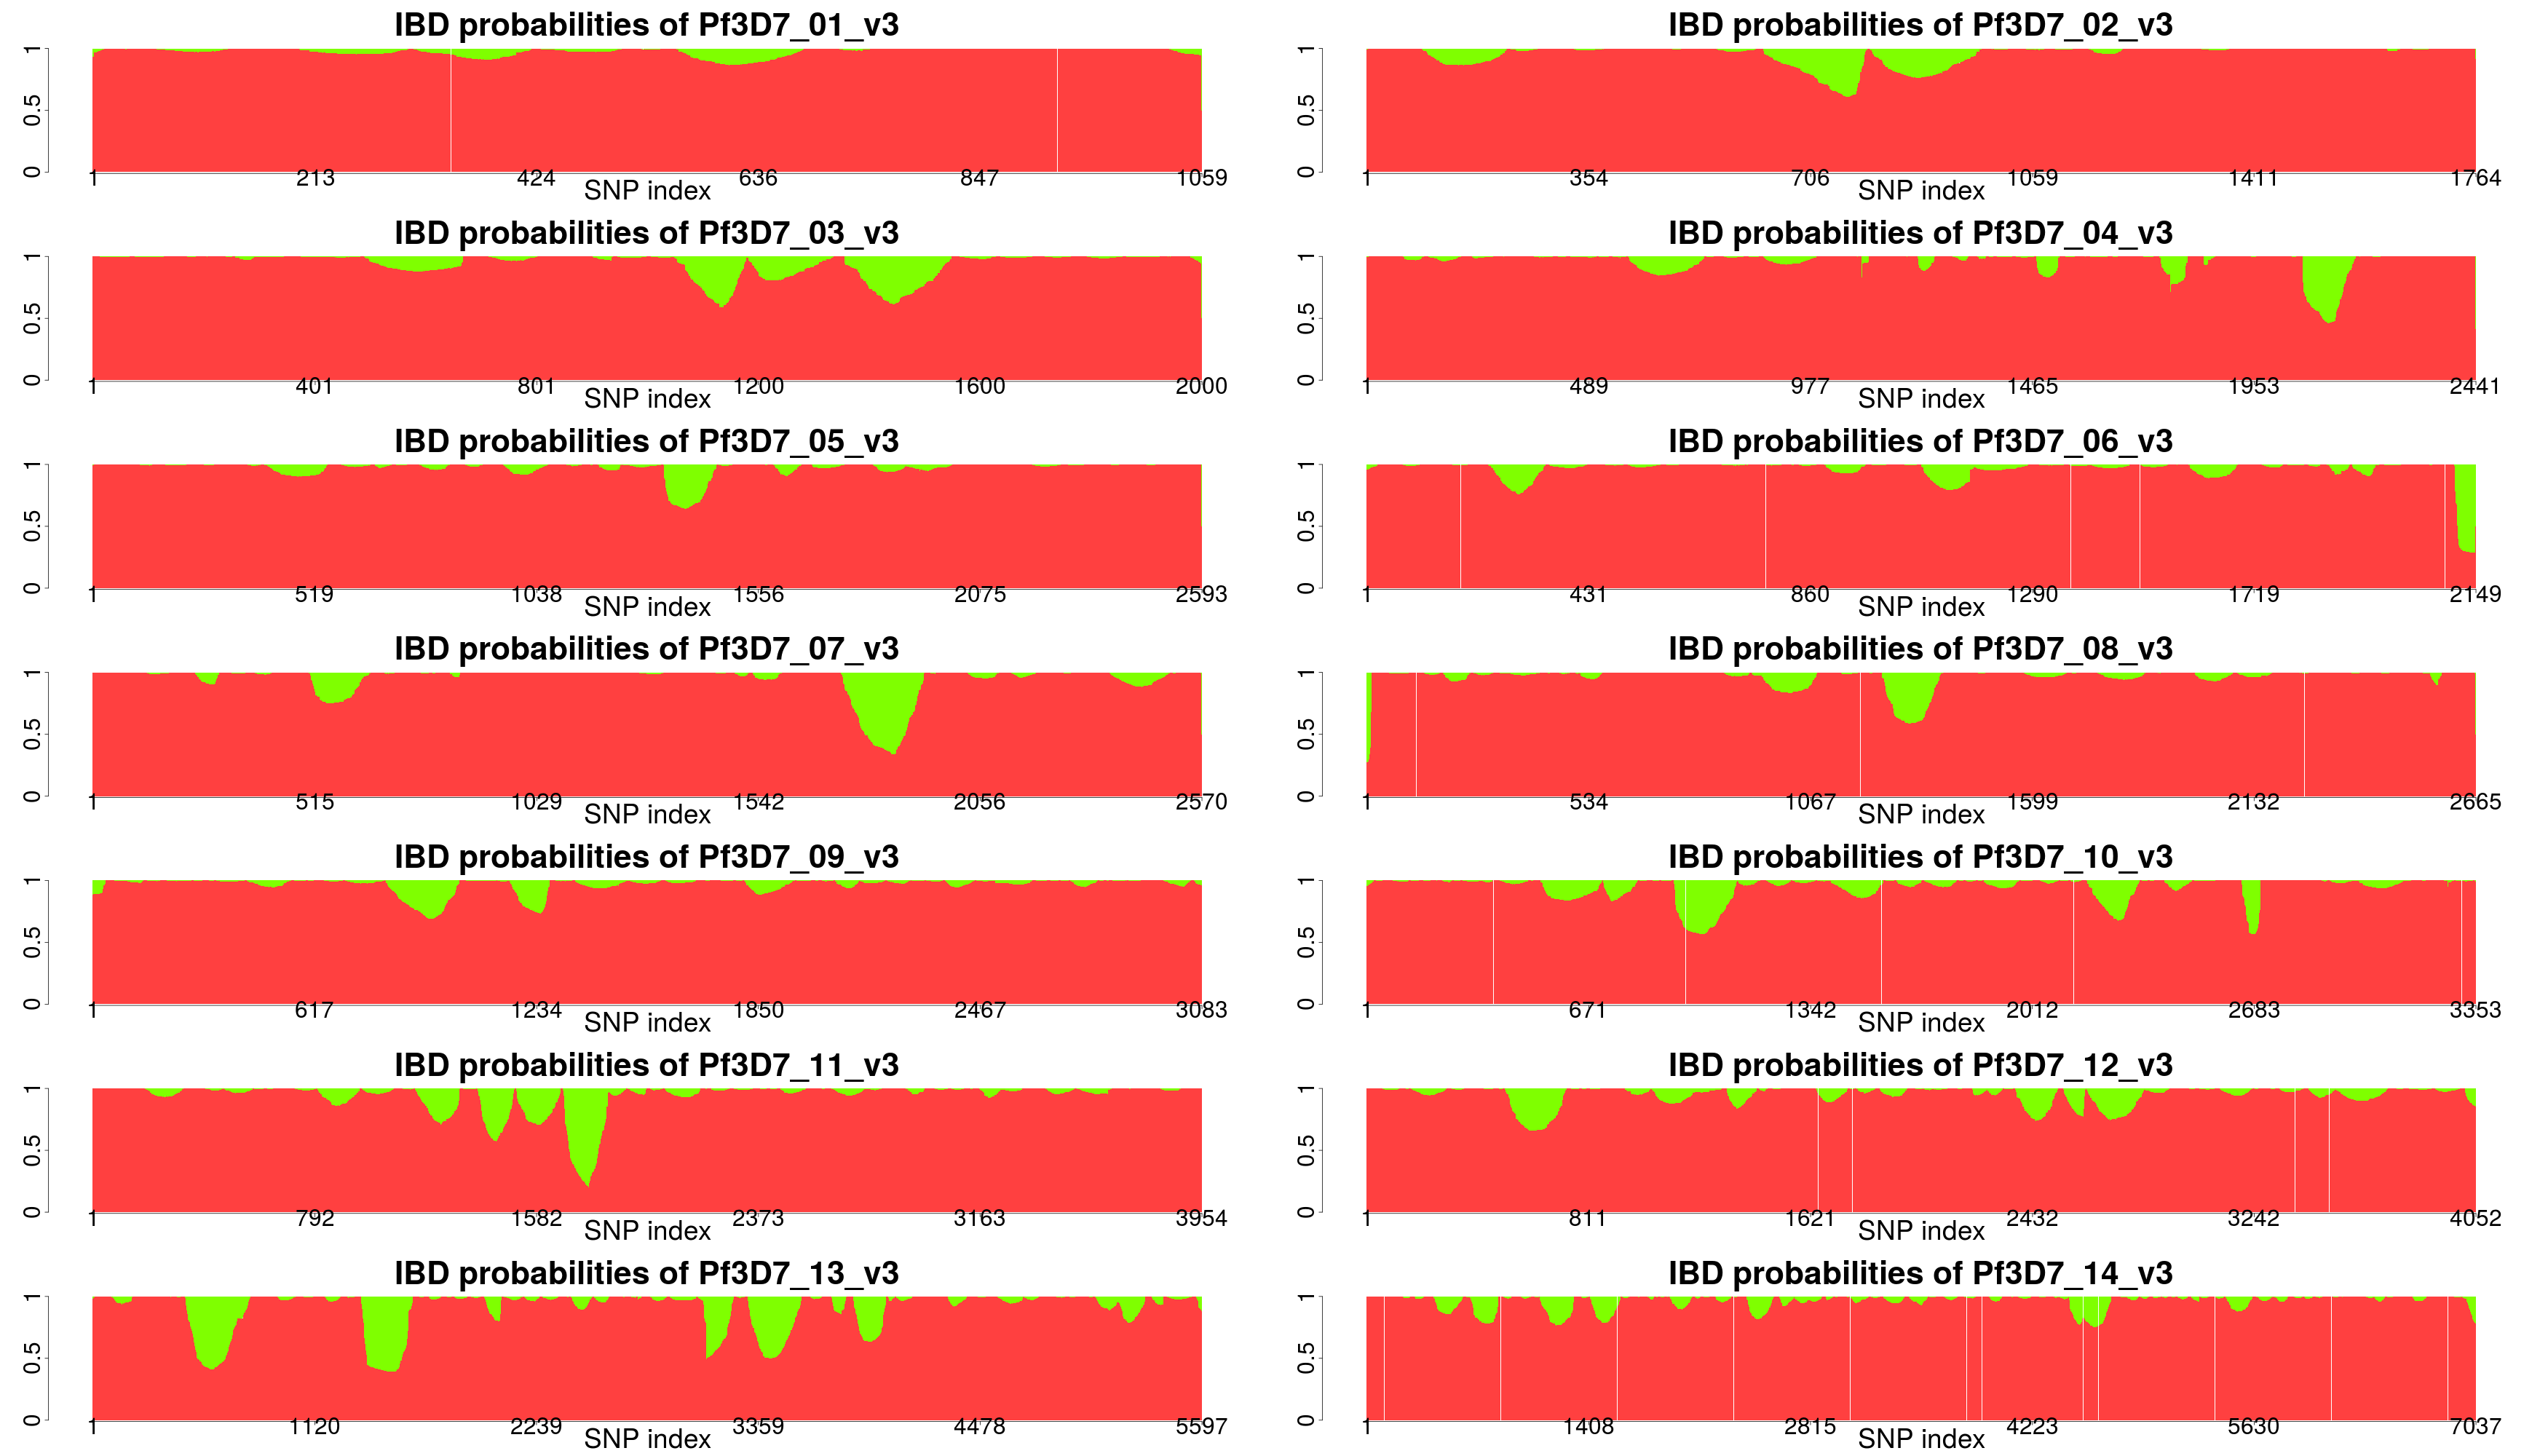 IBD probabilities of Pf3D7_01_v3
0 0.5 1
1 213 424 636 847 1059
SNP index
IBD probabilities of Pf3D7_02_v3
0 0.5 1
1 354 706 1059 1411 1764
SNP index
IBD probabilities of Pf3D7_03_v3
0 0.5 1
1 401 801 1200 1600 2000
SNP index
IBD probabilities of Pf3D7_04_v3
0 0.5 1
1 489 977 1465 1953 2441
SNP index
IBD probabilities of Pf3D7_05_v3
0 0.5 1
1 519 1038 1556 2075 2593
SNP index
IBD probabilities of Pf3D7_06_v3
0 0.5 1
1 431 860 1290 1719 2149
SNP index
IBD probabilities of Pf3D7_07_v3
0 0.5 1
1 515 1029 1542 2056 2570
SNP index
IBD probabilities of Pf3D7_08_v3
0 0.5 1
1 534 1067 1599 2132 2665
SNP index
IBD probabilities of Pf3D7_09_v3
0 0.5 1
1 617 1234 1850 2467 3083
SNP index
IBD probabilities of Pf3D7_10_v3
0 0.5 1
1 671 1342 2012 2683 3353
SNP index
IBD probabilities of Pf3D7_11_v3
0 0.5 1
1 792 1582 2373 3163 3954
SNP index
IBD probabilities of Pf3D7_12_v3
0 0.5 1
1 811 1621 2432 3242 4052
SNP index
IBD probabilities of Pf3D7_13_v3
0 0.5 1
1 1120 2239 3359 4478 5597
SNP index
IBD probabilities of Pf3D7_14_v3
0 0.5 1
1 1408 2815 4223 5630 7037
SNP index